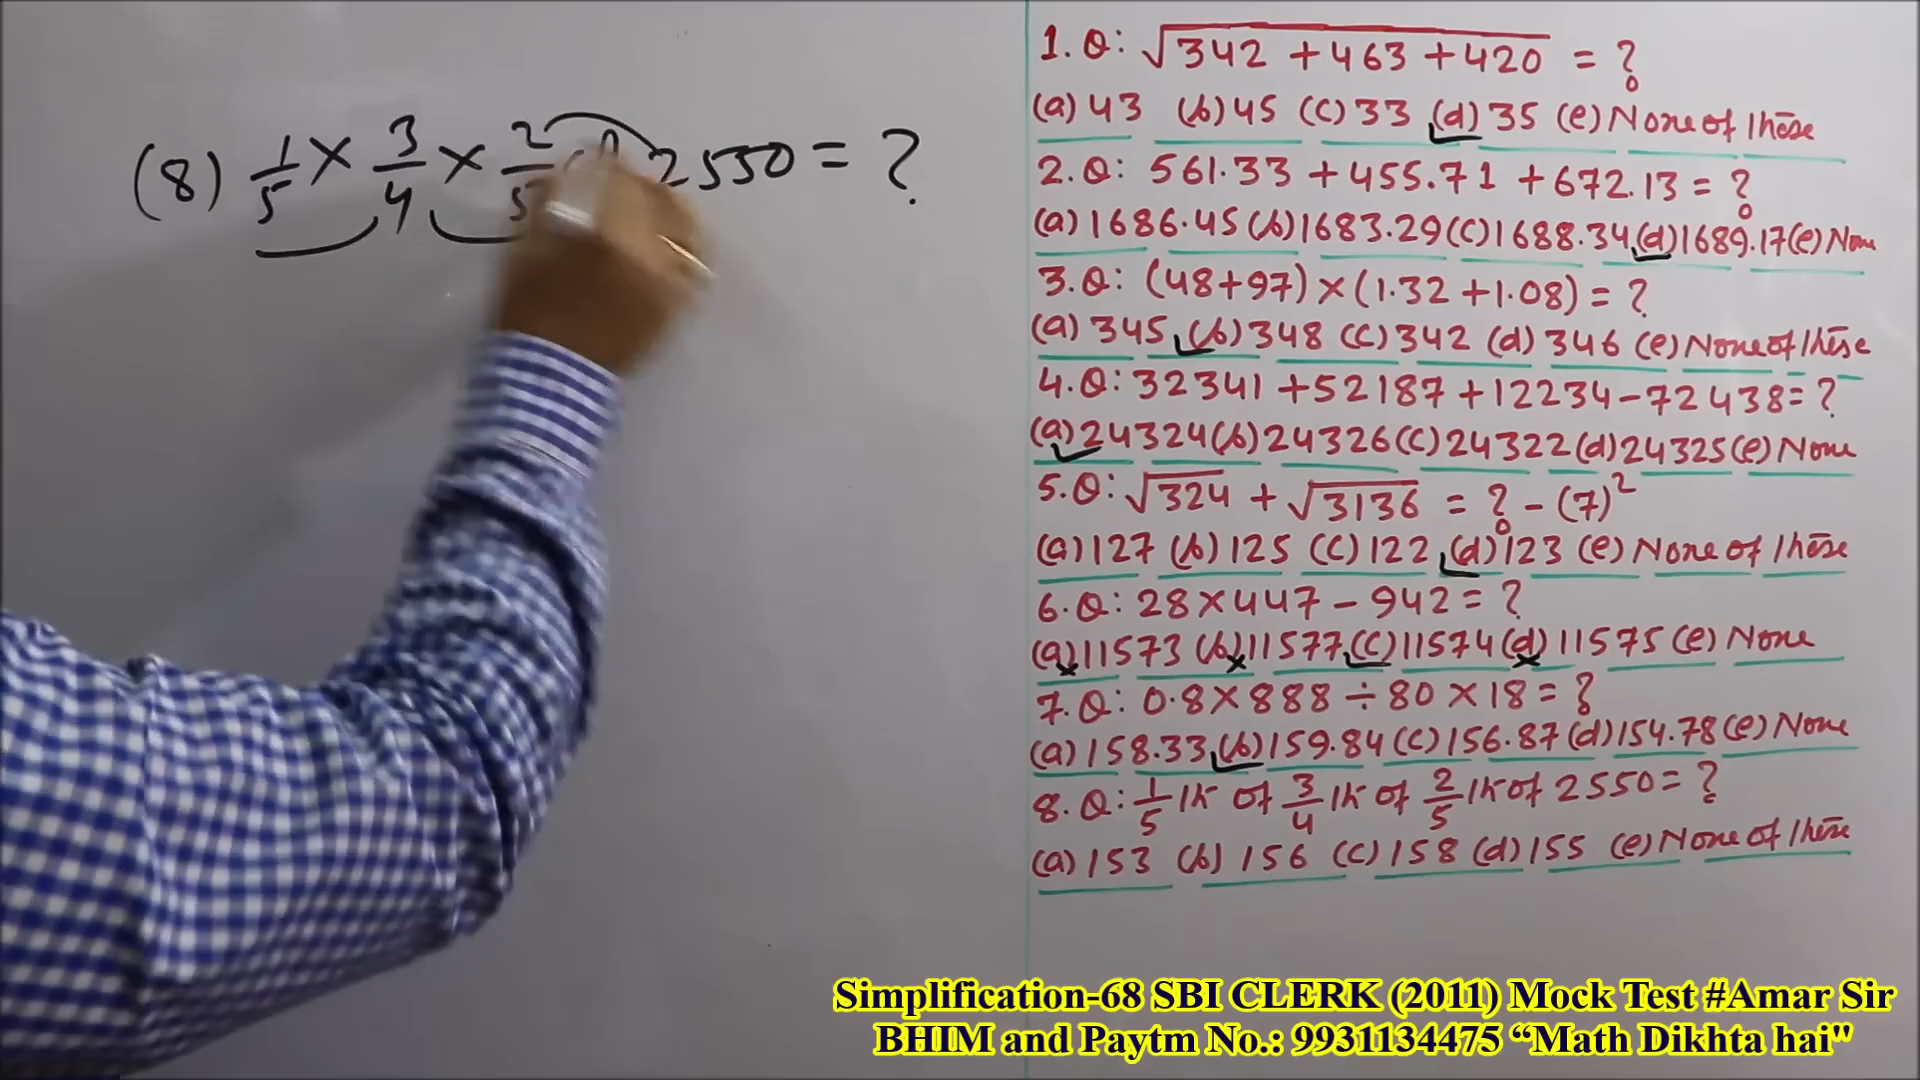 (8) 1/5 × 3/4 × 2/5 2550 = ?
1. Q: √342 + 463 + 420 = ?
(a) 43 (b) 45 (c) 33 (d) 35 (e) None of These
2. Q: 561.33 + 455.71 + 672.13 = ?
(a) 1686.45 (b) 1683.29 (c) 1688.34 (d) 1689.17 (e) None
3. Q: (48+97) × (1.32 + 1.08) = ?
(a) 345 (b) 348 (c) 342 (d) 346 (e) None of These
4. Q: 32341 + 52187 + 12234 - 72438 = ?
(a) 24324 (b) 24326 (c) 24322 (d) 24325 (e) None
5. Q: √324 + √3136 = ? - (7)²
(a) 127 (b) 125 (c) 122 (d) 123 (e) None of These
6. Q: 28 × 447 - 942 = ?
(a) 11573 (b) 11577 (c) 11574 (d) 11575 (e) None
7. Q: 0.8 × 888 ÷ 80 × 18 = ?
(a) 158.33 (b) 159.84 (c) 156.87 (d) 154.78 (e) None
8. Q: 1/5 th of 3/4 th of 2/5 th of 2550 = ?
(a) 153 (b) 156 (c) 158 (d) 155 (e) None of These
Simplification-68 SBI CLERK (2011) Mock Test #Amar Sir
BHIM and Paytm No.: 9931134475 “Math Dikhta hai"